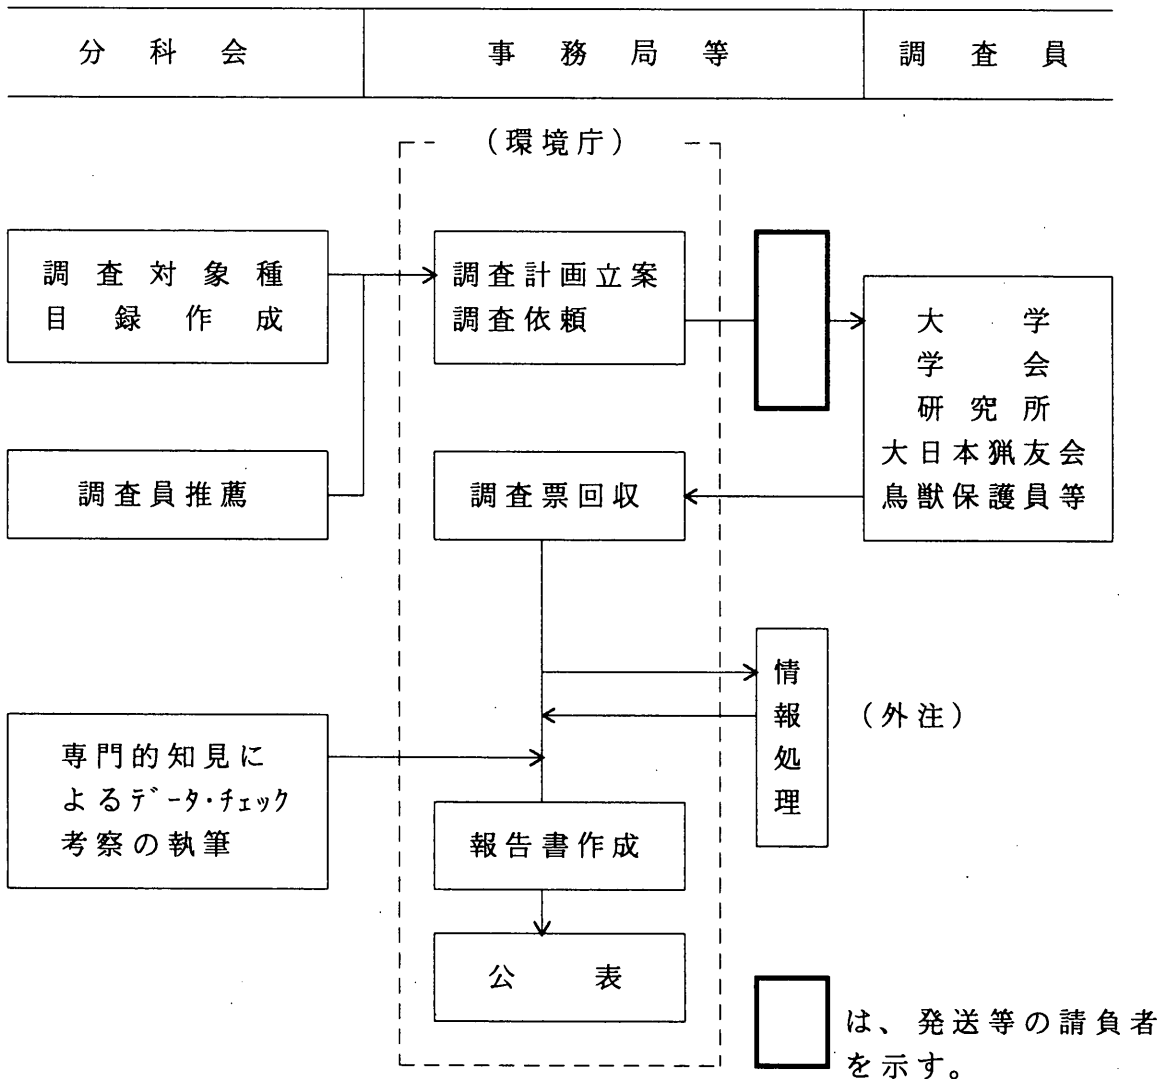 分科会
事務局等
調査員
(環境庁)
調査対象種
目録作成
調査計画立案
調査依頼
大学
学会
研究所
大日本猟友会
鳥獣保護員等
調査員推薦
調査票回収
情報処理
(外注)
専門的知見に
よるデータ・チェック
考察の執筆
報告書作成
公表
は、発送等の請負者
を示す。